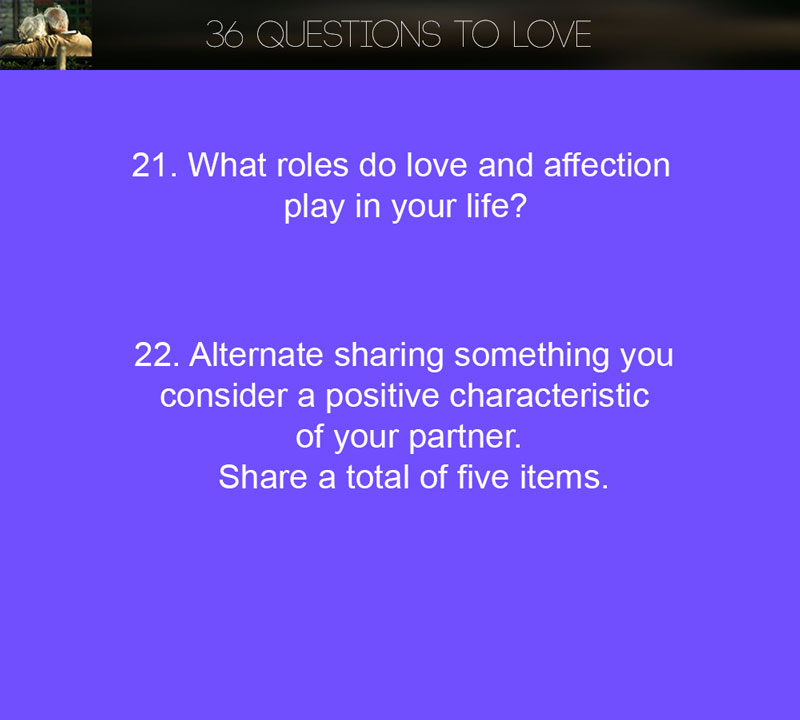 36 QUESTIONS TO LOVE
21. What roles do love and affection
play in your life?
22. Alternate sharing something you
consider a positive characteristic
of your partner.
Share a total of five items.